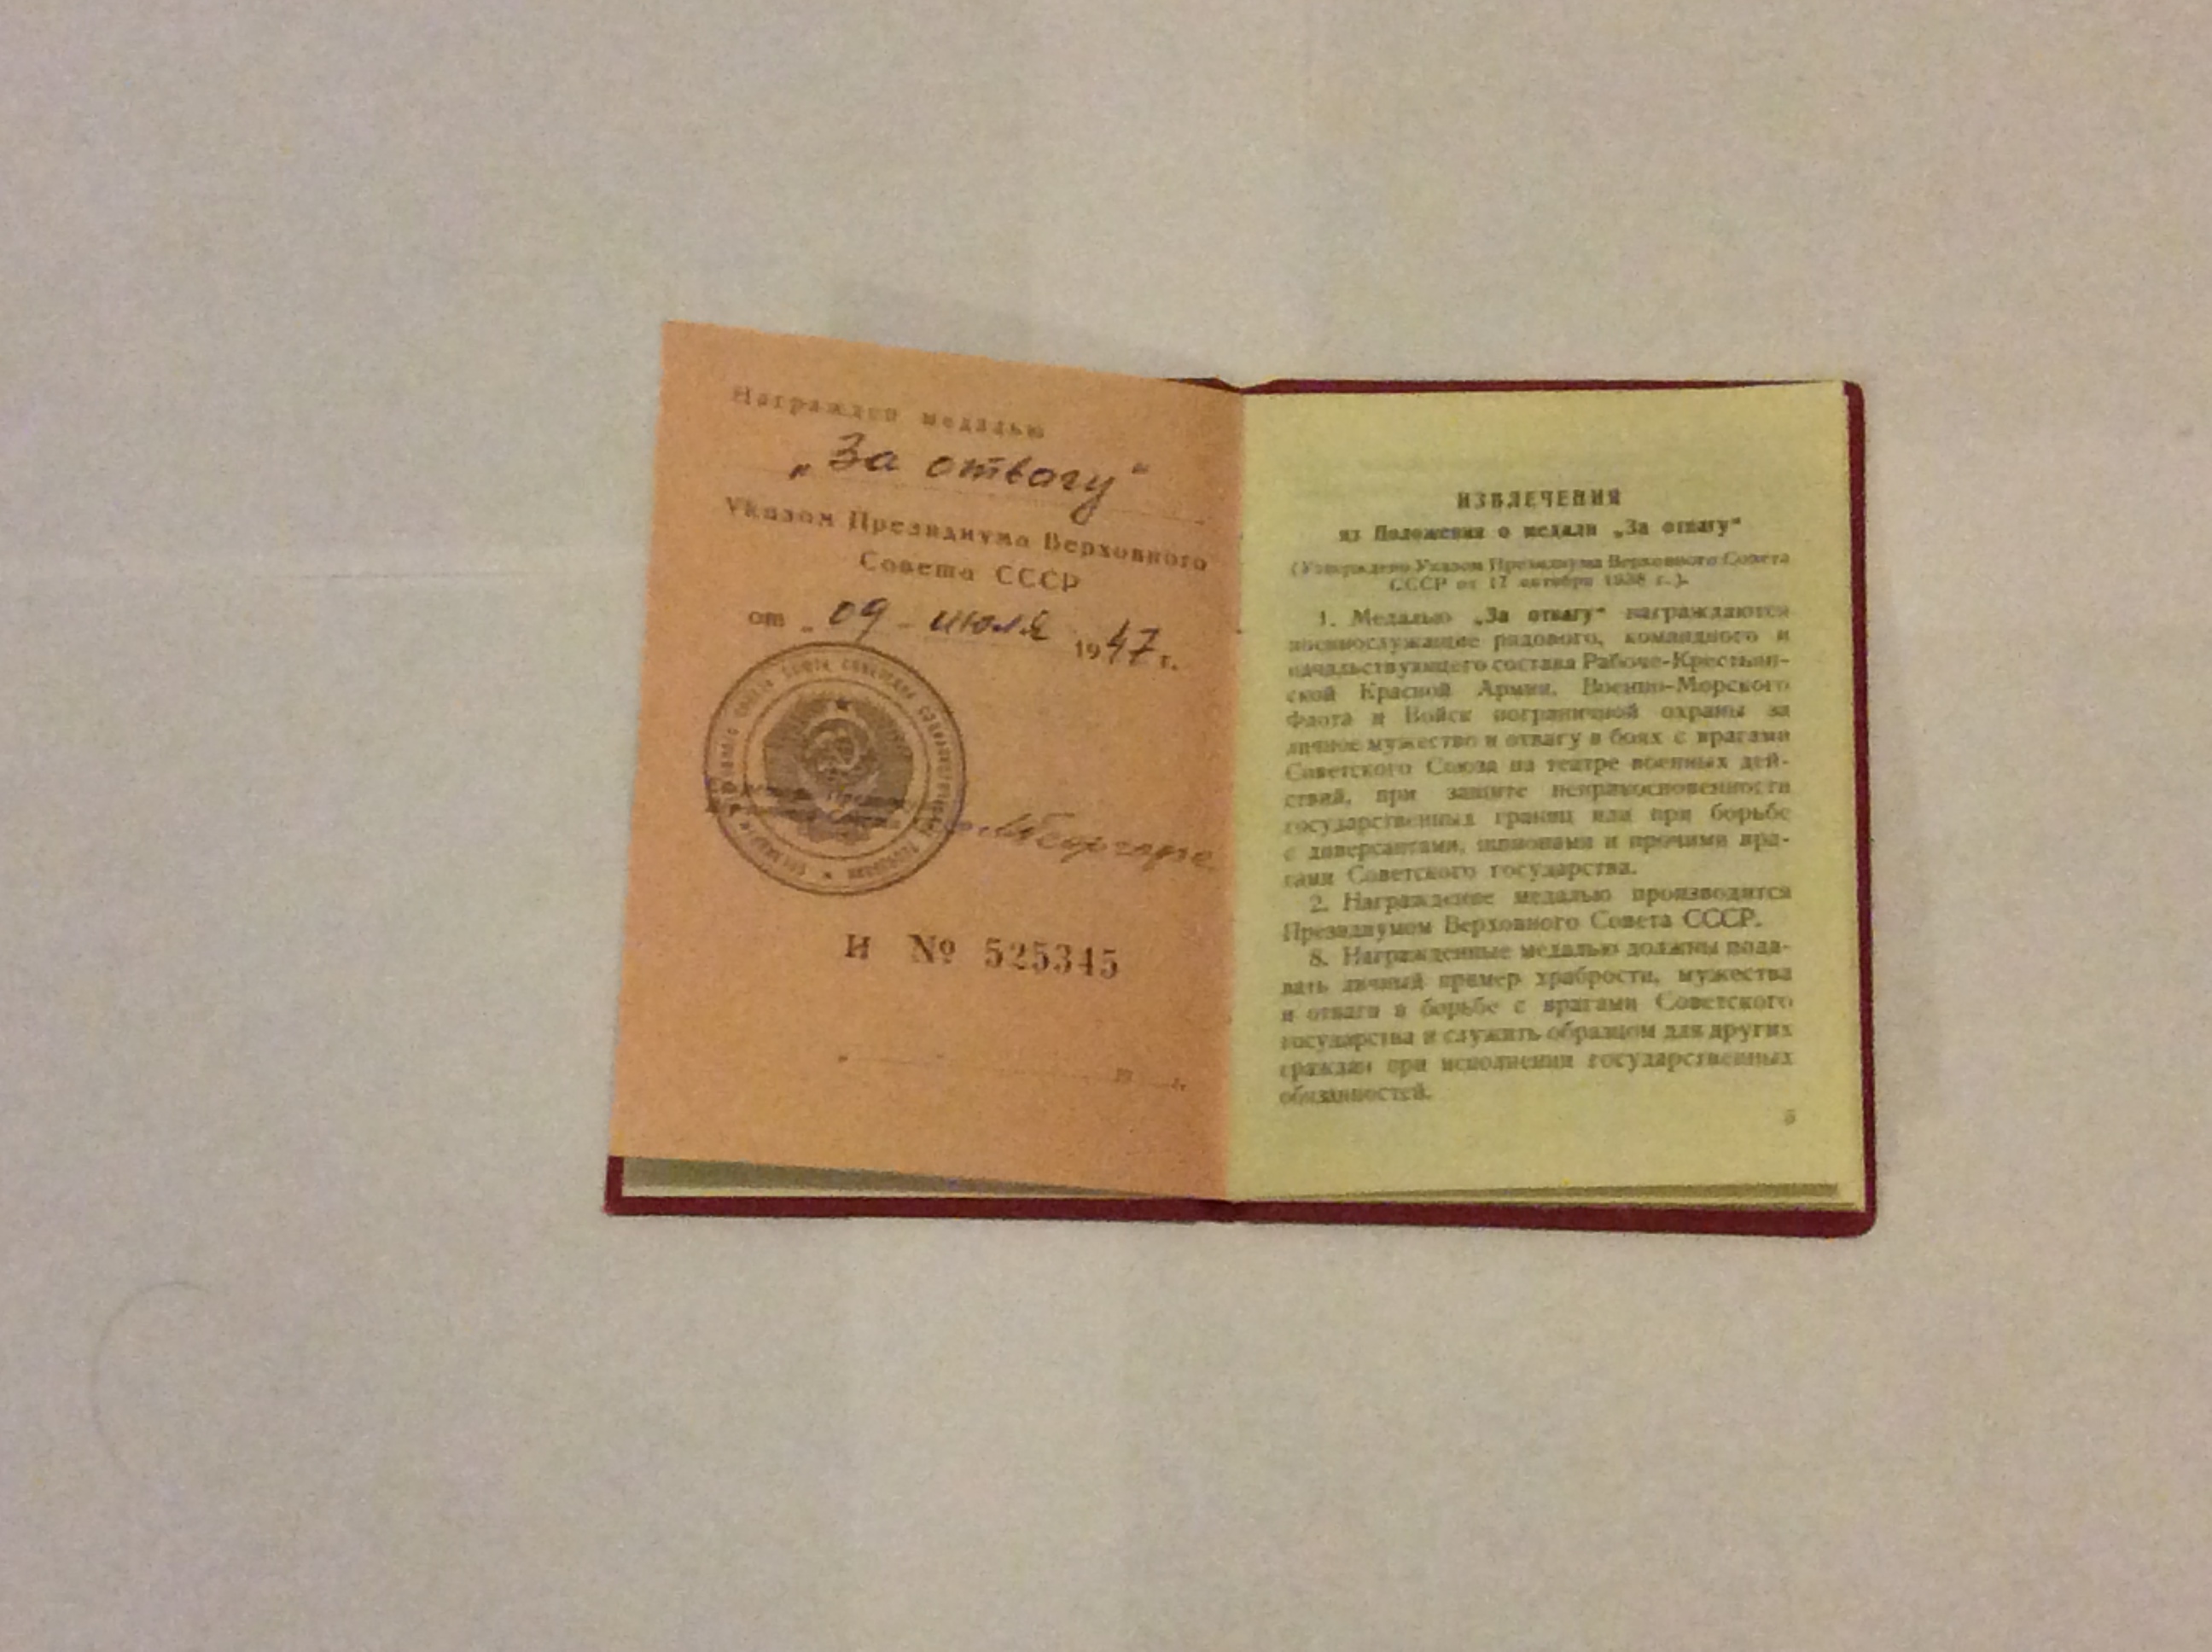 Награжден медалью
„За отвагу“
Указом Президиума Верховного
Совета СССР
от „ 09 - июля 1947 г.
И № 525345
19 г.
ИЗВЛЕЧЕНИЯ
из Положения о медали „За отвагу“
(Утверждено Указом Президиума Верховного Совета
СССР от 17 октября 1938 г.).
1. Медалью „За отвагу“ награждаются
военнослужащие рядового, командного и
начальствующего состава Рабоче-Крестьян-
ской Красной Армии, Военно-Морского
Флота и Войск пограничной охраны за
личное мужество и отвагу в боях с врагами
Советского Союза на театре военных дей-
ствий, при защите неприкосновенности
государственных границ или при борьбе
с диверсантами, шпионами и прочими вра-
гами Советского государства.
2. Награждение медалью производится
Президиумом Верховного Совета СССР.
8. Награжденные медалью должны пода-
вать личный пример храбрости, мужества
и отваги в борьбе с врагами Советского
государства и служить образцом для других
граждан при исполнении государственных
обязанностей.
5